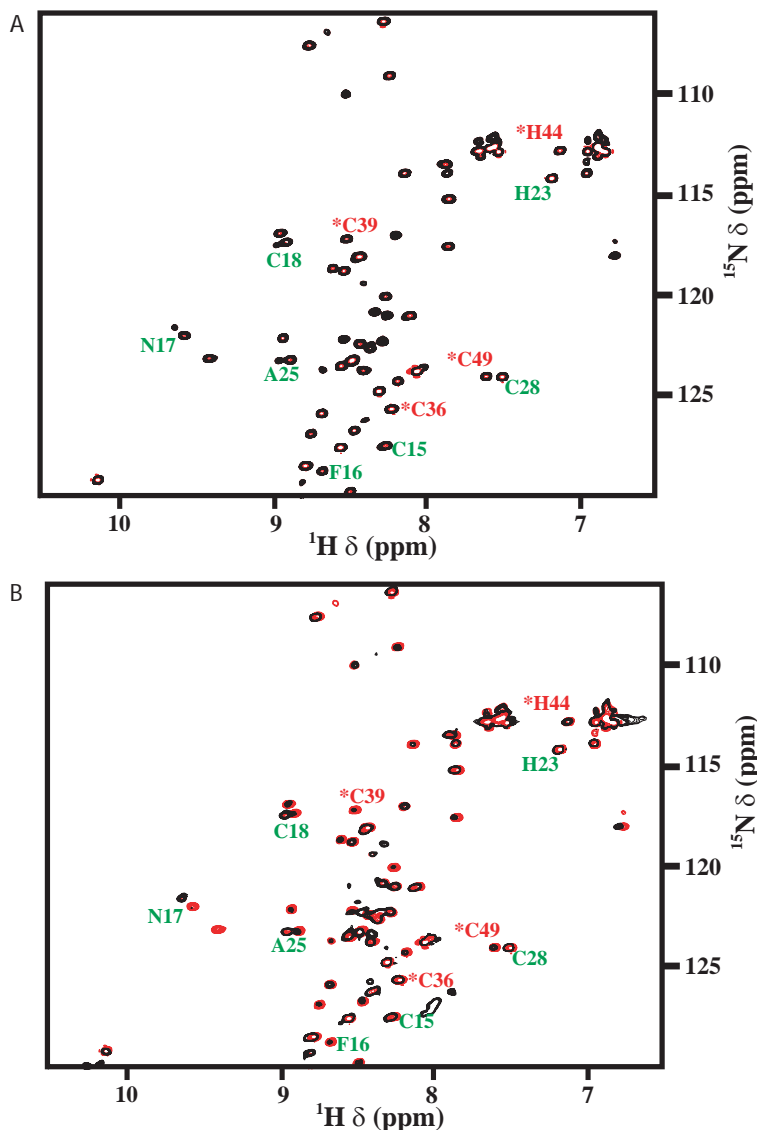 A
110
*H44
H23
115
*C39
C18
¹⁵N δ (ppm)
120
N17
A25
*C49
C28
*C36
125
C15
F16
10
9
8
7
¹H δ (ppm)
B
110
*H44
H23
115
*C39
C18
¹⁵N δ (ppm)
120
N17
A25
*C49
C28
*C36
125
C15
F16
10
9
8
7
¹H δ (ppm)